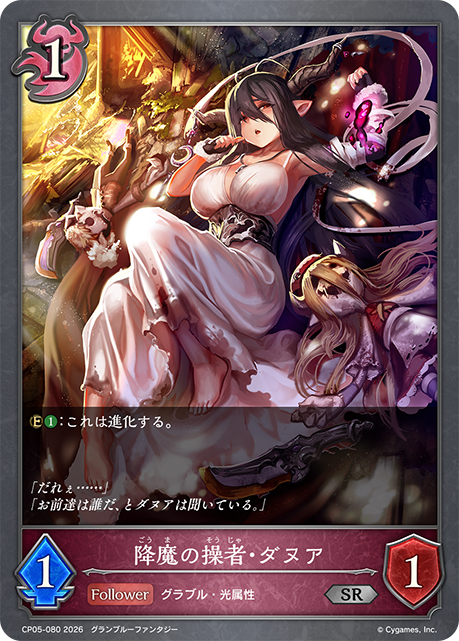 1
E 1：これは進化する。
「だれぇ……」
「お前達は誰だ、とダヌアは聞いている。」
ごうま そうじゃ
降魔の操者・ダヌア
1
Follower グラブル・光属性
SR
1
CP05-080 2026 グランブルーファンタジー
© Cygames, Inc.